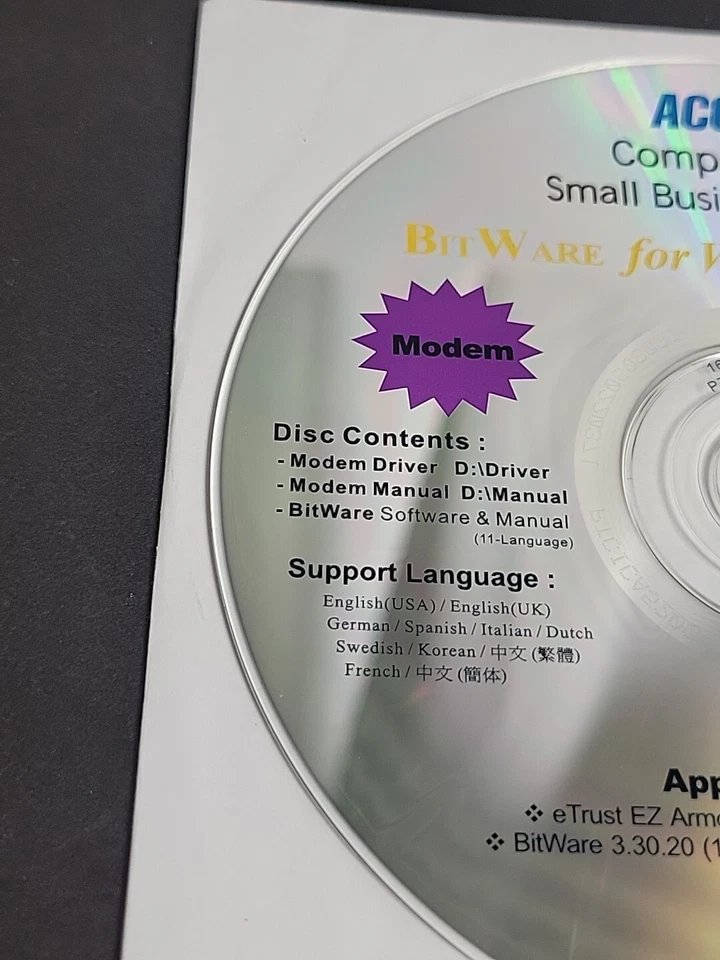 ACC
Comp
Small Busi
BITWARE for W
Modem
Disc Contents :
- Modem Driver D:\Driver
- Modem Manual D:\Manual
- BitWare Software & Manual
(11-Language)
Support Language :
English(USA) / English(UK)
German / Spanish / Italian / Dutch
Swedish / Korean / 中文 (繁體)
French / 中文 (簡体)
App
❖ eTrust EZ Armo
❖ BitWare 3.30.20 (1